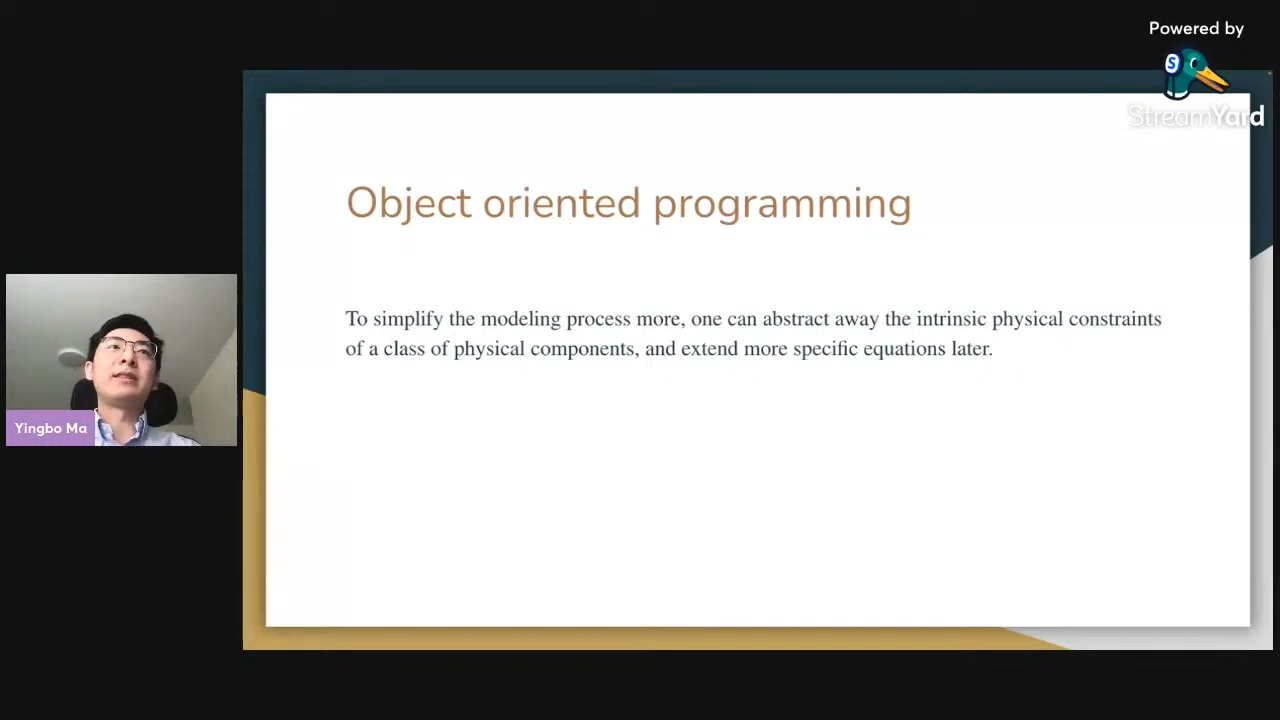 Powered by
S
StreamYard
Object oriented programming
To simplify the modeling process more, one can abstract away the intrinsic physical constraints
of a class of physical components, and extend more specific equations later.
Yingbo Ma